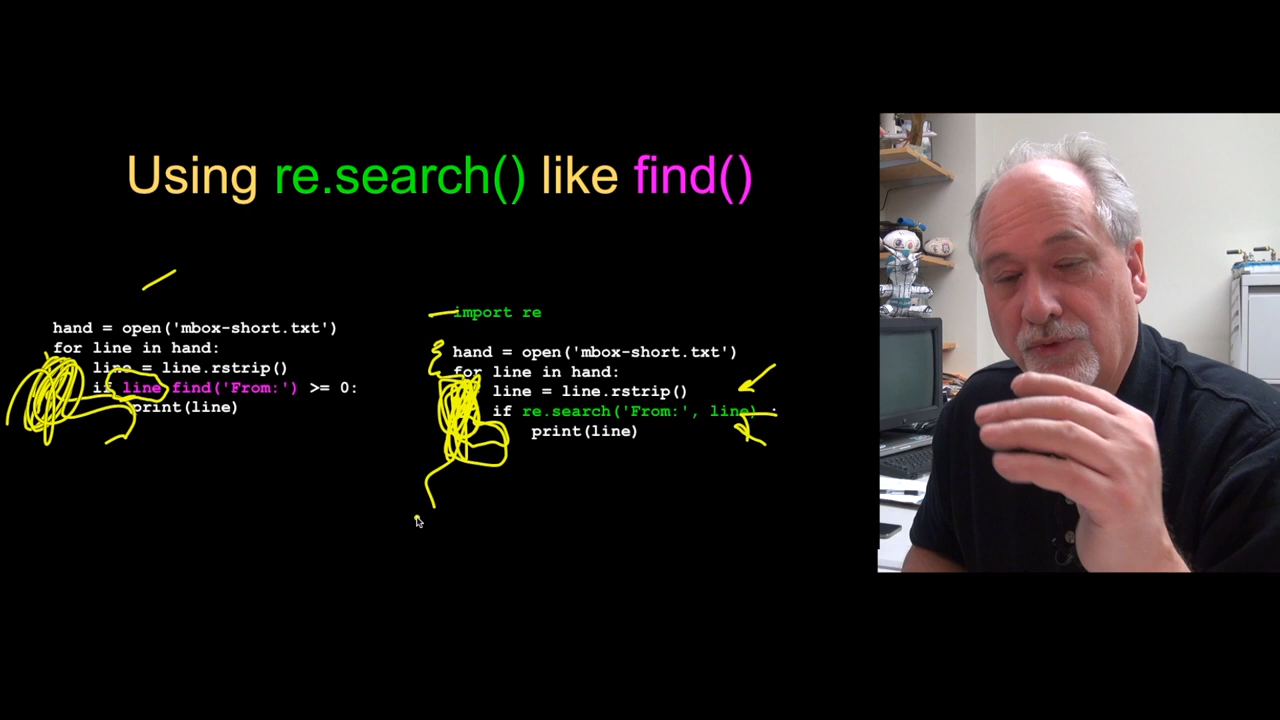 Using re.search() like find()
hand = open('mbox-short.txt')
for line in hand:
line = line.rstrip()
if line.find('From:') >= 0:
print(line)
import re
hand = open('mbox-short.txt')
for line in hand:
line = line.rstrip()
if re.search('From:', line) :
print(line)